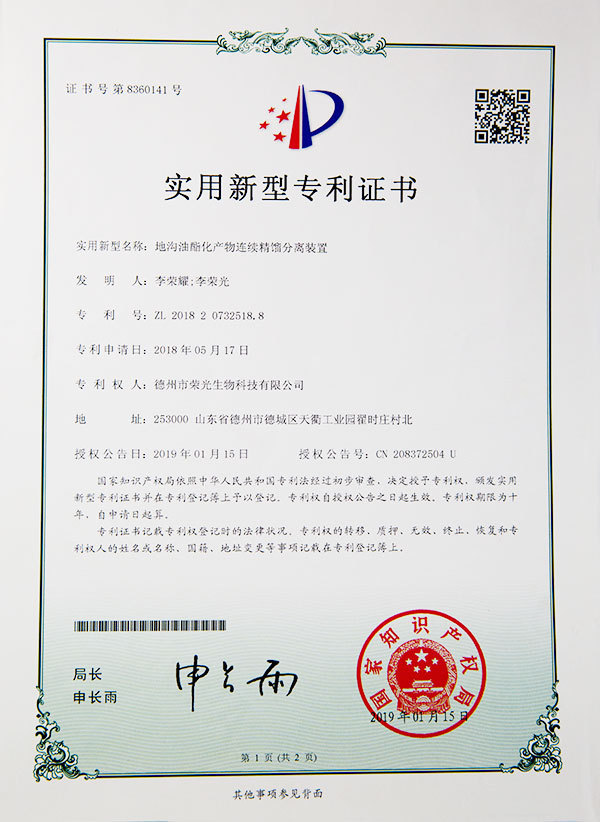 证书号第8360141号
实用新型专利证书
实用新型名称：地沟油酯化产物连续精馏分离装置
发 明 人：李荣耀;李荣光
专 利 号：ZL 2018 2 0732518.8
专利申请日：2018年05月17日
专 利 权 人：德州市荣光生物科技有限公司
地 址：253000 山东省德州市德城区天衢工业园翟时庄村北
授权公告日：2019年01月15日 授权公告号：CN 208372504 U
国家知识产权局依照中华人民共和国专利法经过初步审查，决定授予专利权，颁发实用
新型专利证书并在专利登记簿上予以登记。专利权自授权公告之日起生效。专利权期限为十
年，自申请日起算。
专利证书记载专利权登记时的法律状况。专利权的转移、质押、无效、终止、恢复和专
利权人的姓名或名称、国籍、地址变更等事项记载在专利登记簿上。
局长
申长雨
申长雨
国家知识产权局
2019年01月15日
第 1 页 (共 2 页)
其他事项参见背面